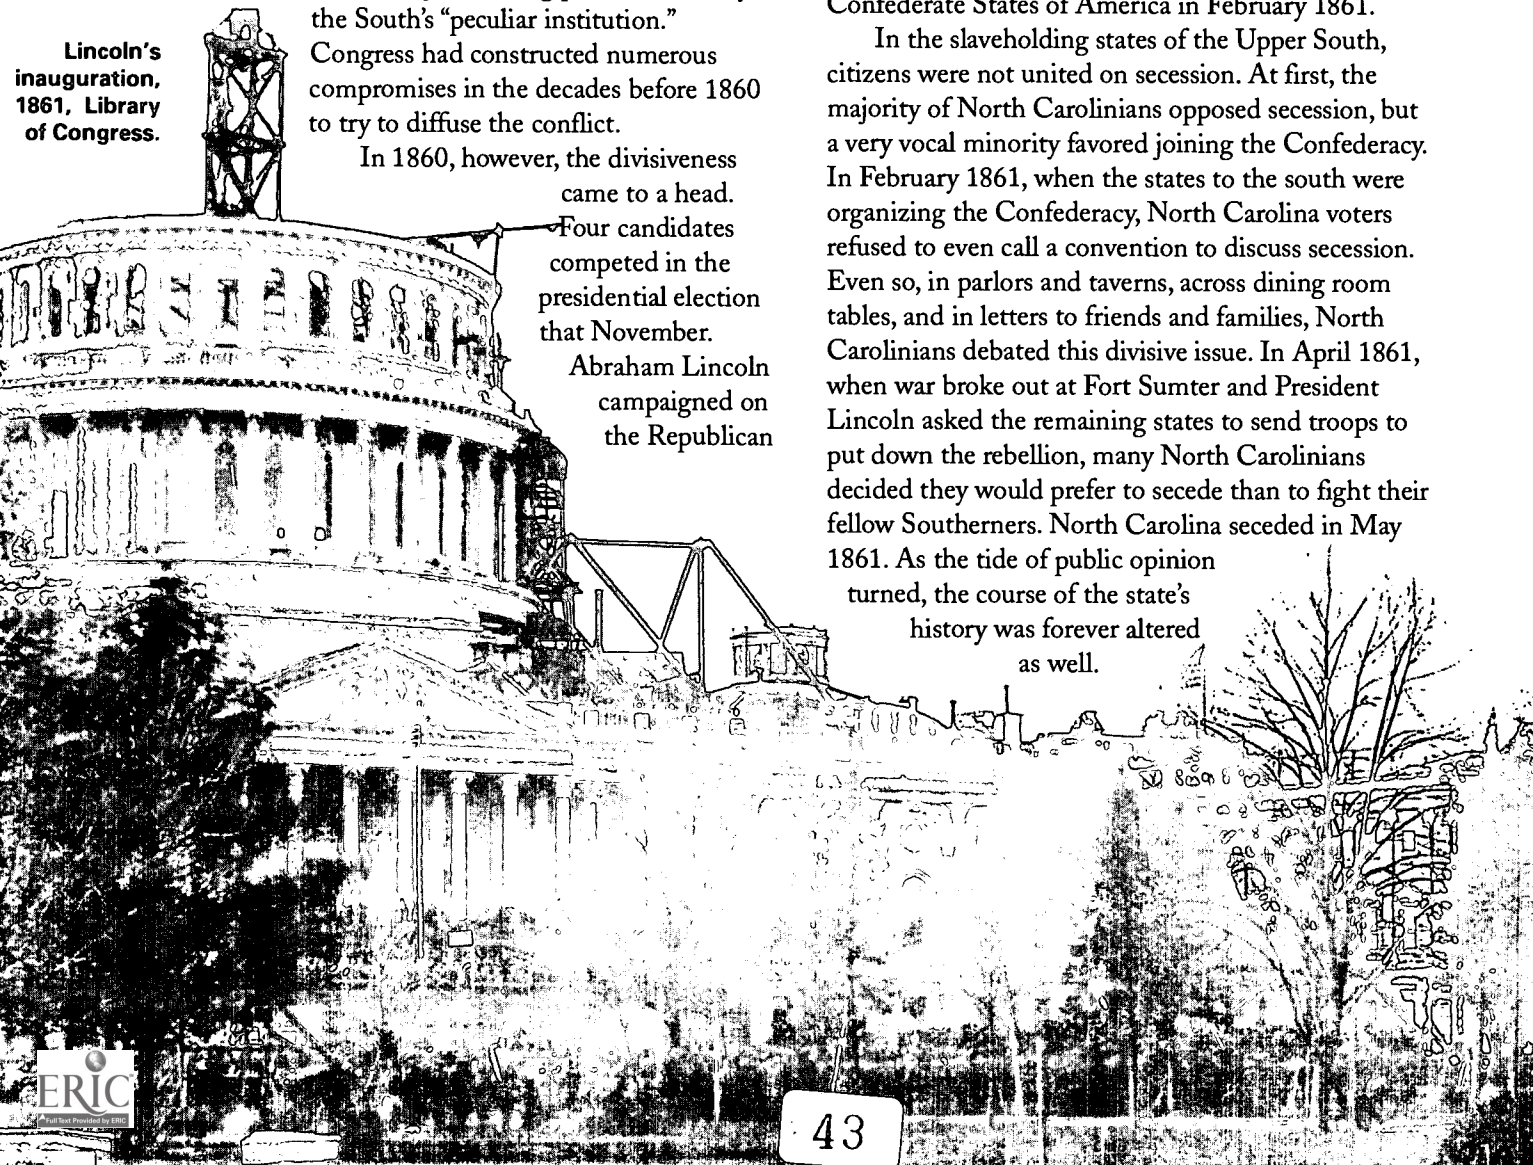 Lincoln's
inauguration,
1861, Library
of Congress.
the South's “peculiar institution.”
Congress had constructed numerous
compromises in the decades before 1860
to try to diffuse the conflict.
In 1860, however, the divisiveness
came to a head.
Four candidates
competed in the
presidential election
that November.
Abraham Lincoln
campaigned on
the Republican
Confederate States of America in February 1861.
In the slaveholding states of the Upper South,
citizens were not united on secession. At first, the
majority of North Carolinians opposed secession, but
a very vocal minority favored joining the Confederacy.
In February 1861, when the states to the south were
organizing the Confederacy, North Carolina voters
refused to even call a convention to discuss secession.
Even so, in parlors and taverns, across dining room
tables, and in letters to friends and families, North
Carolinians debated this divisive issue. In April 1861,
when war broke out at Fort Sumter and President
Lincoln asked the remaining states to send troops to
put down the rebellion, many North Carolinians
decided they would prefer to secede than to fight their
fellow Southerners. North Carolina seceded in May
1861. As the tide of public opinion
turned, the course of the state's
history was forever altered
as well.
ERIC
Full Text Provided by ERIC
43